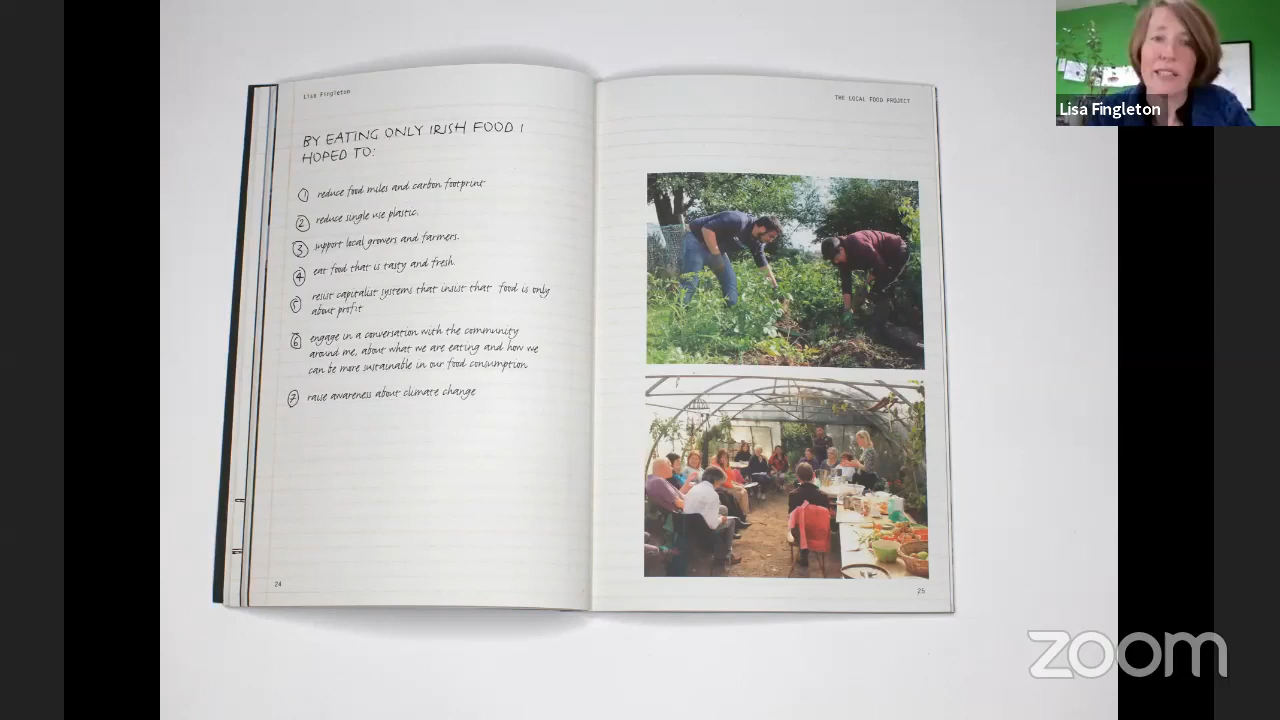 Lisa Fingleton
Lisa Fingleton
THE LOCAL FOOD PROJECT
BY EATING ONLY IRISH FOOD I
HOPED TO:
1 reduce food miles and carbon footprint
2 reduce single use plastic.
3 support local growers and farmers.
4 eat food that is tasty and fresh.
5 resist capitalist systems that insist that food is only
about profit
6 engage in a conversation with the community
around me, about what we are eating and how we
can be more sustainable in our food consumption
7 raise awareness about climate change
24
25
zoom